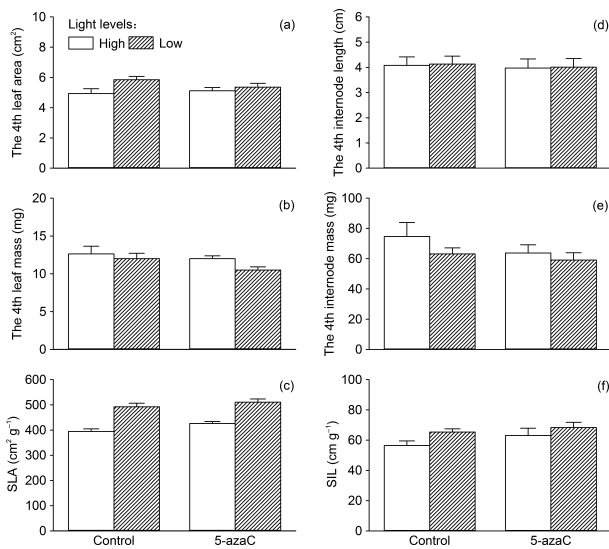 (a)
Light levels:
High
Low
The 4th leaf area (cm²)
10
8
6
4
2
0
(d)
The 4th internode length (cm)
6
5
4
3
2
1
0
(b)
The 4th leaf mass (mg)
20
15
10
5
0
(e)
The 4th internode mass (mg)
100
80
60
40
20
0
(c)
SLA (cm² g⁻¹)
600
500
400
300
200
100
0
Control
5-azaC
(f)
SIL (cm g⁻¹)
100
80
60
40
20
0
Control
5-azaC